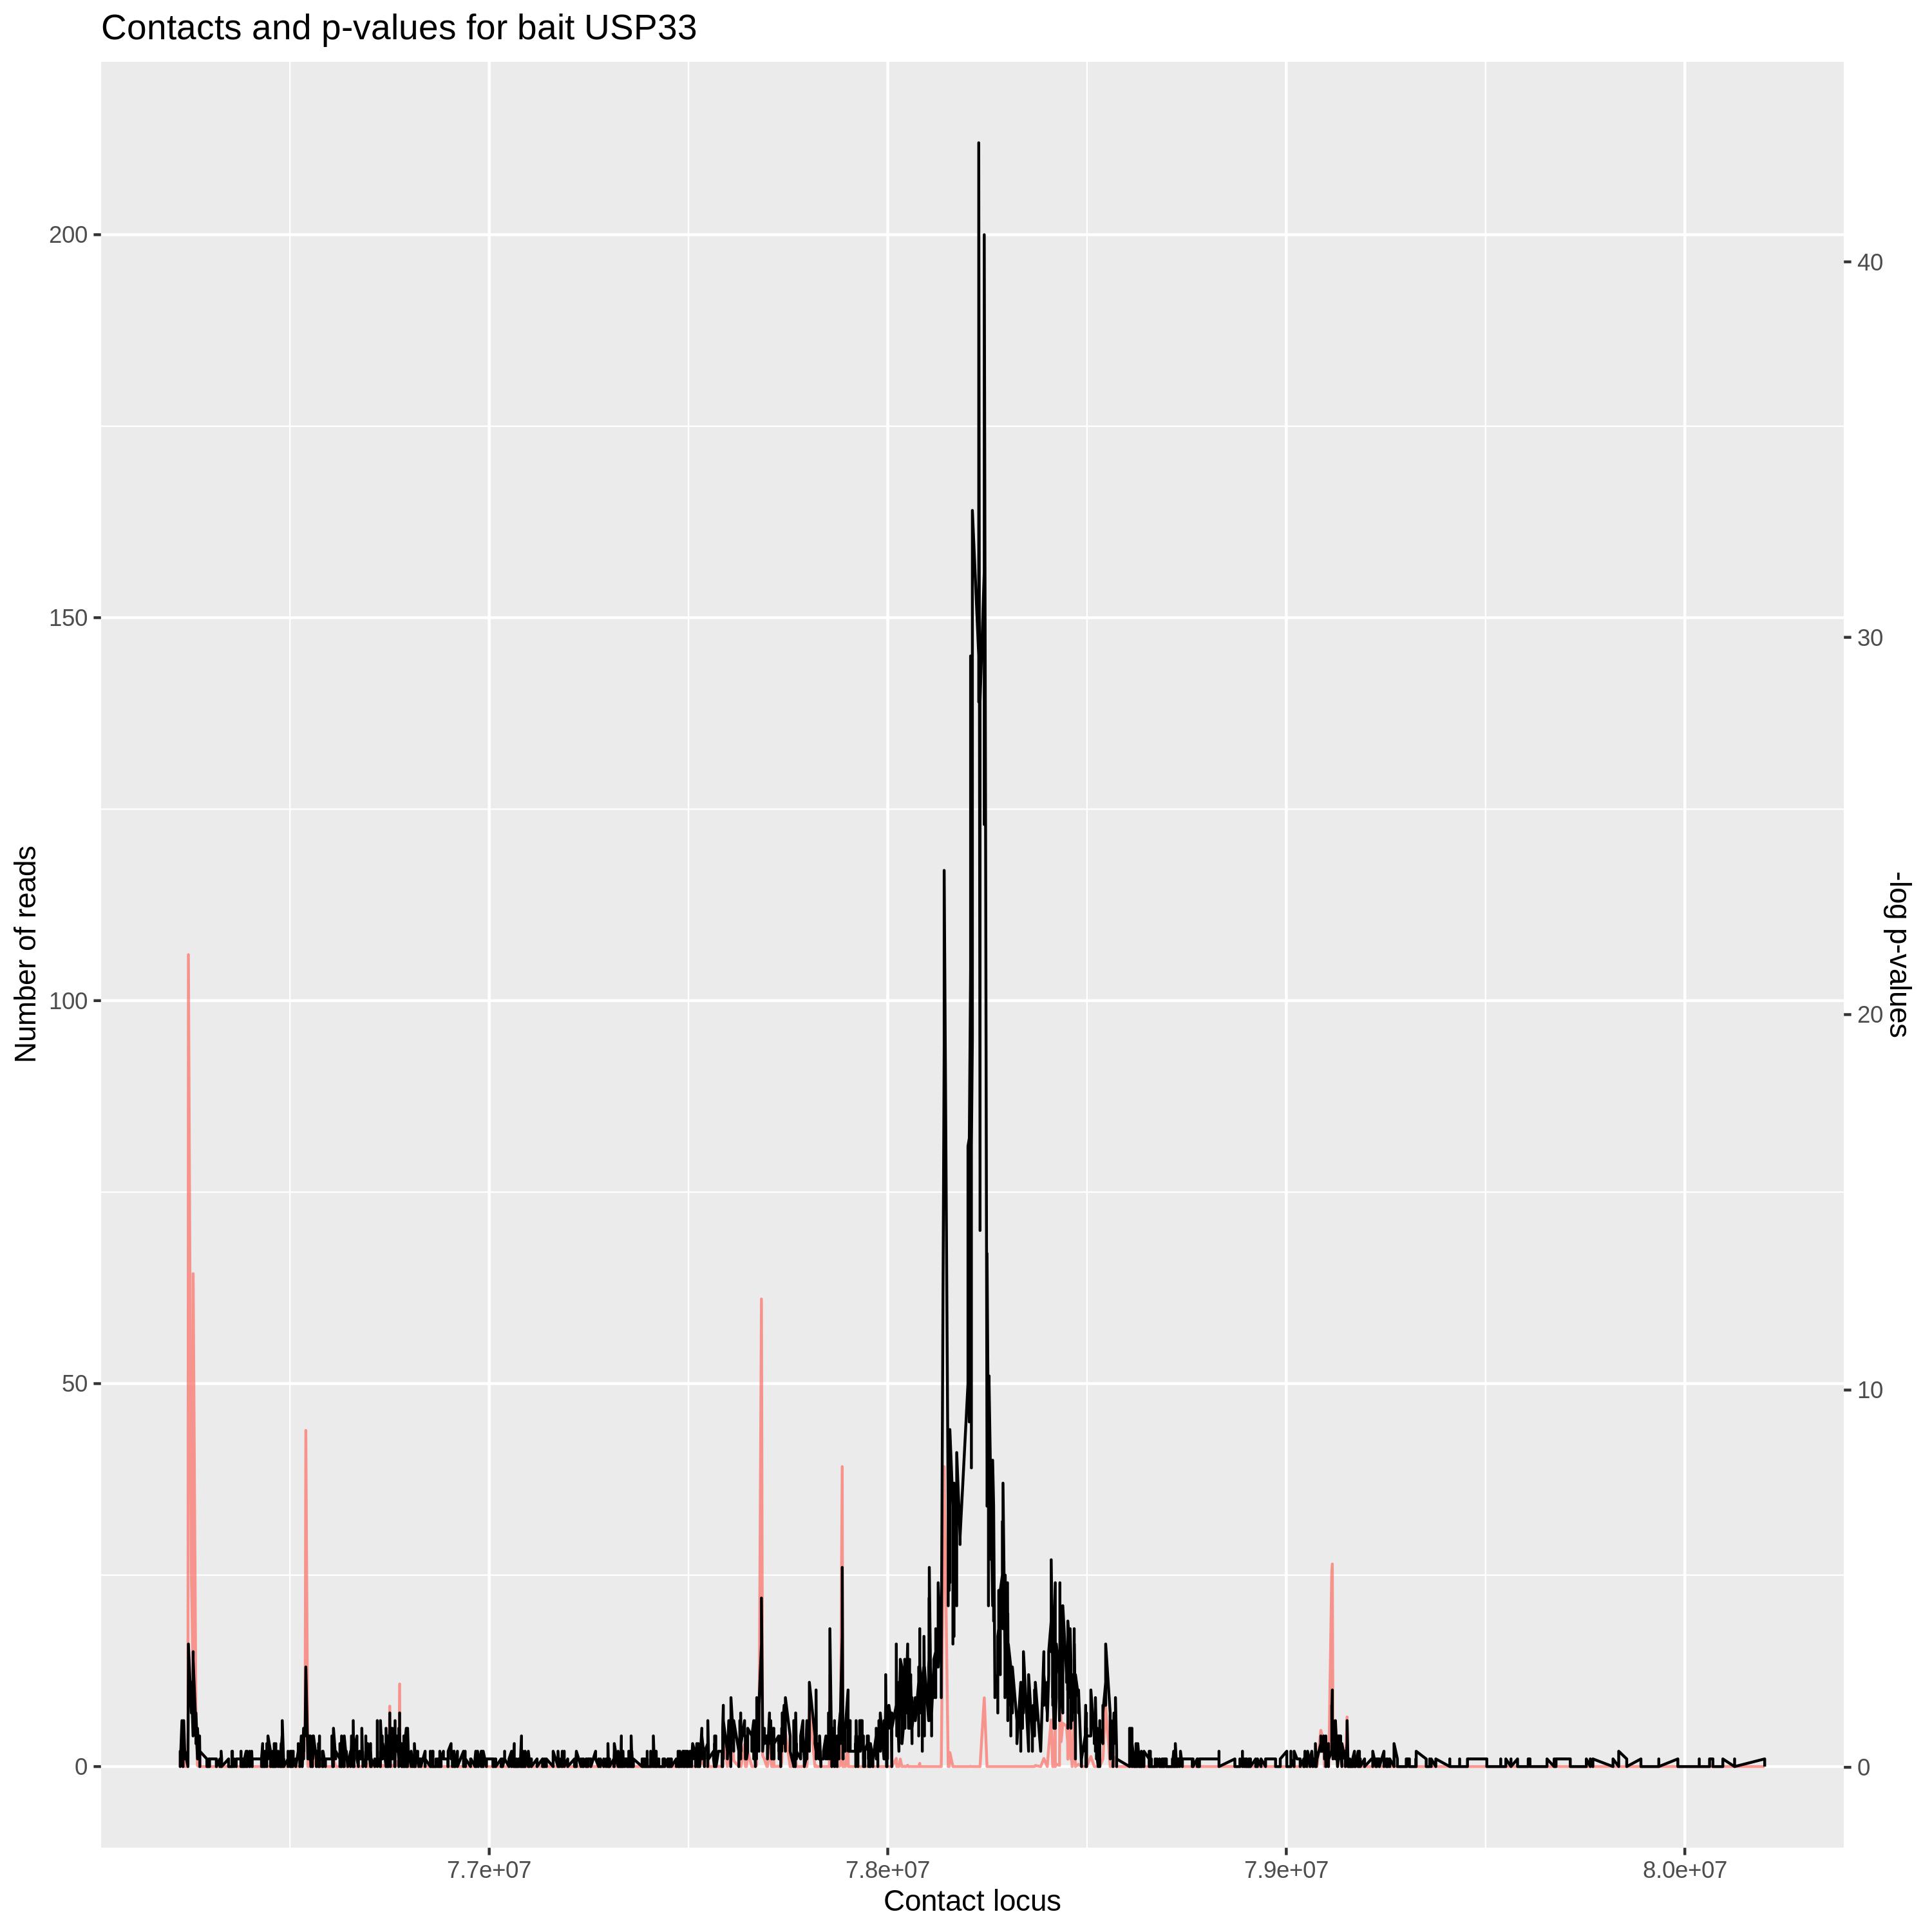 Contacts and p-values for bait USP33
200
150
100
50
0
Number of reads
40
30
20
10
0
-log p-values
7.7e+07 7.8e+07 7.9e+07 8.0e+07
Contact locus